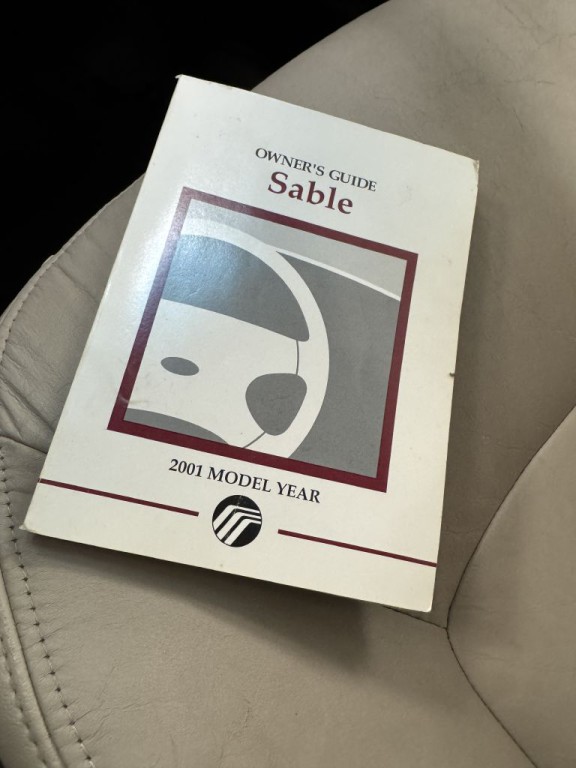 OWNER'S GUIDE
Sable
2001 MODEL YEAR